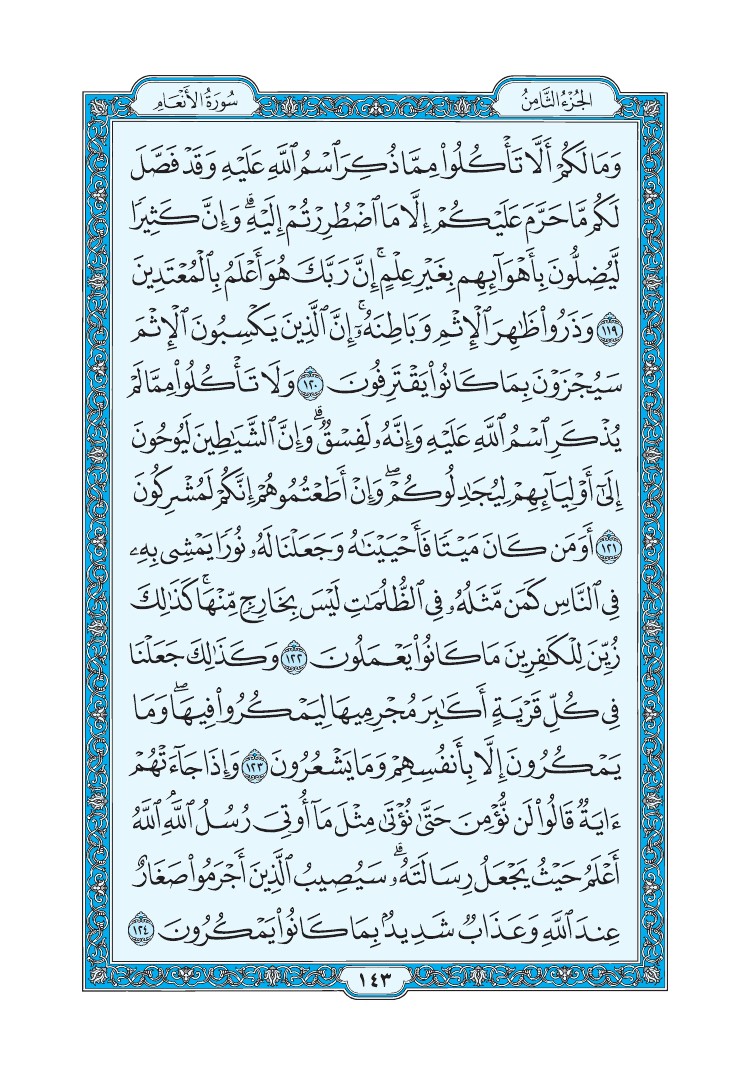 الجُزْءُ الثَّامِنُ
سُورَةُ الأَنْعَامِ
وَمَا لَكُمْ أَلَّا تَأْكُلُوا۟ مِمَّا ذُكِرَ ٱسْمُ ٱللَّهِ عَلَيْهِ وَقَدْ فَصَّلَ
لَكُم مَّا حَرَّمَ عَلَيْكُمْ إِلَّا مَا ٱضْطُرِرْتُمْ إِلَيْهِ ۗ وَإِنَّ كَثِيرًا
لَّيُضِلُّونَ بِأَهْوَآئِهِم بِغَيْرِ عِلْمٍ ۚ إِنَّ رَبَّكَ هُوَ أَعْلَمُ بِٱلْمُعْتَدِينَ
١١٩ وَذَرُوا۟ ظَٰهِرَ ٱلْإِثْمِ وَبَاطِنَهُۥٓ ۚ إِنَّ ٱلَّذِينَ يَكْسِبُونَ ٱلْإِثْمَ
سَيُجْزَوْنَ بِمَا كَانُوا۟ يَقْتَرِفُونَ ١٢٠ وَلَا تَأْكُلُوا۟ مِمَّا لَمْ
يُذْكَرِ ٱسْمُ ٱللَّهِ عَلَيْهِ وَإِنَّهُۥ لَفِسْقٌ ۗ وَإِنَّ ٱلشَّيَٰطِينَ لَيُوحُونَ
إِلَىٰٓ أَوْلِيَآئِهِمْ لِيُجَٰدِلُوكُمْ ۖ وَإِنْ أَطَعْتُمُوهُمْ إِنَّكُمْ لَمُشْرِكُونَ
١٢١ أَوَمَن كَانَ مَيْتًا فَأَحْيَيْنَٰهُ وَجَعَلْنَا لَهُۥ نُورًا يَمْشِى بِهِۦ
فِى ٱلنَّاسِ كَمَن مَّثَلُهُۥ فِى ٱلظُّلُمَٰتِ لَيْسَ بِخَارِجٍ مِّنْهَا ۚ كَذَٰلِكَ
زُيِّنَ لِلْكَٰفِرِينَ مَا كَانُوا۟ يَعْمَلُونَ ١٢٢ وَكَذَٰلِكَ جَعَلْنَا
فِى كُلِّ قَرْيَةٍ أَكَٰبِرَ مُجْرِمِيهَا لِيَمْكُرُوا۟ فِيهَا ۖ وَمَا
يَمْكُرُونَ إِلَّا بِأَنفُسِهِمْ وَمَا يَشْعُرُونَ ١٢٣ وَإِذَا جَآءَتْهُمْ
ءَايَةٌ قَالُوا۟ لَن نُّؤْمِنَ حَتَّىٰ نُؤْتَىٰ مِثْلَ مَآ أُوتِىَ رُسُلُ ٱللَّهِ ۘ ٱللَّهُ
أَعْلَمُ حَيْثُ يَجْعَلُ رِسَالَتَهُۥ ۗ سَيُصِيبُ ٱلَّذِينَ أَجْرَمُوا۟ صَغَارٌ
عِندَ ٱللَّهِ وَعَذَابٌ شَدِيدٌۢ بِمَا كَانُوا۟ يَمْكُرُونَ ١٢٤
١٤٣